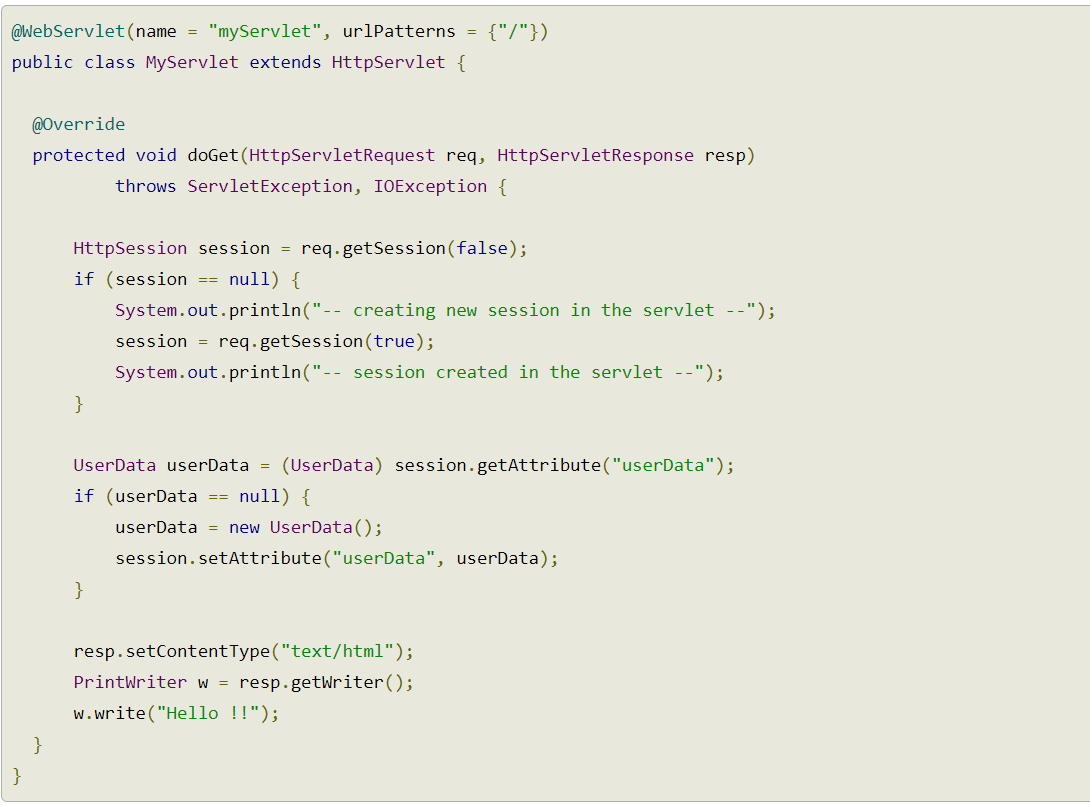 @WebServlet(name = "myServlet", urlPatterns = {"/"})
public class MyServlet extends HttpServlet {
@Override
protected void doGet(HttpServletRequest req, HttpServletResponse resp)
throws ServletException, IOException {
HttpSession session = req.getSession(false);
if (session == null) {
System.out.println("-- creating new session in the servlet --");
session = req.getSession(true);
System.out.println("-- session created in the servlet --");
}
UserData userData = (UserData) session.getAttribute("userData");
if (userData == null) {
userData = new UserData();
session.setAttribute("userData", userData);
}
resp.setContentType("text/html");
PrintWriter w = resp.getWriter();
w.write("Hello !!");
}
}